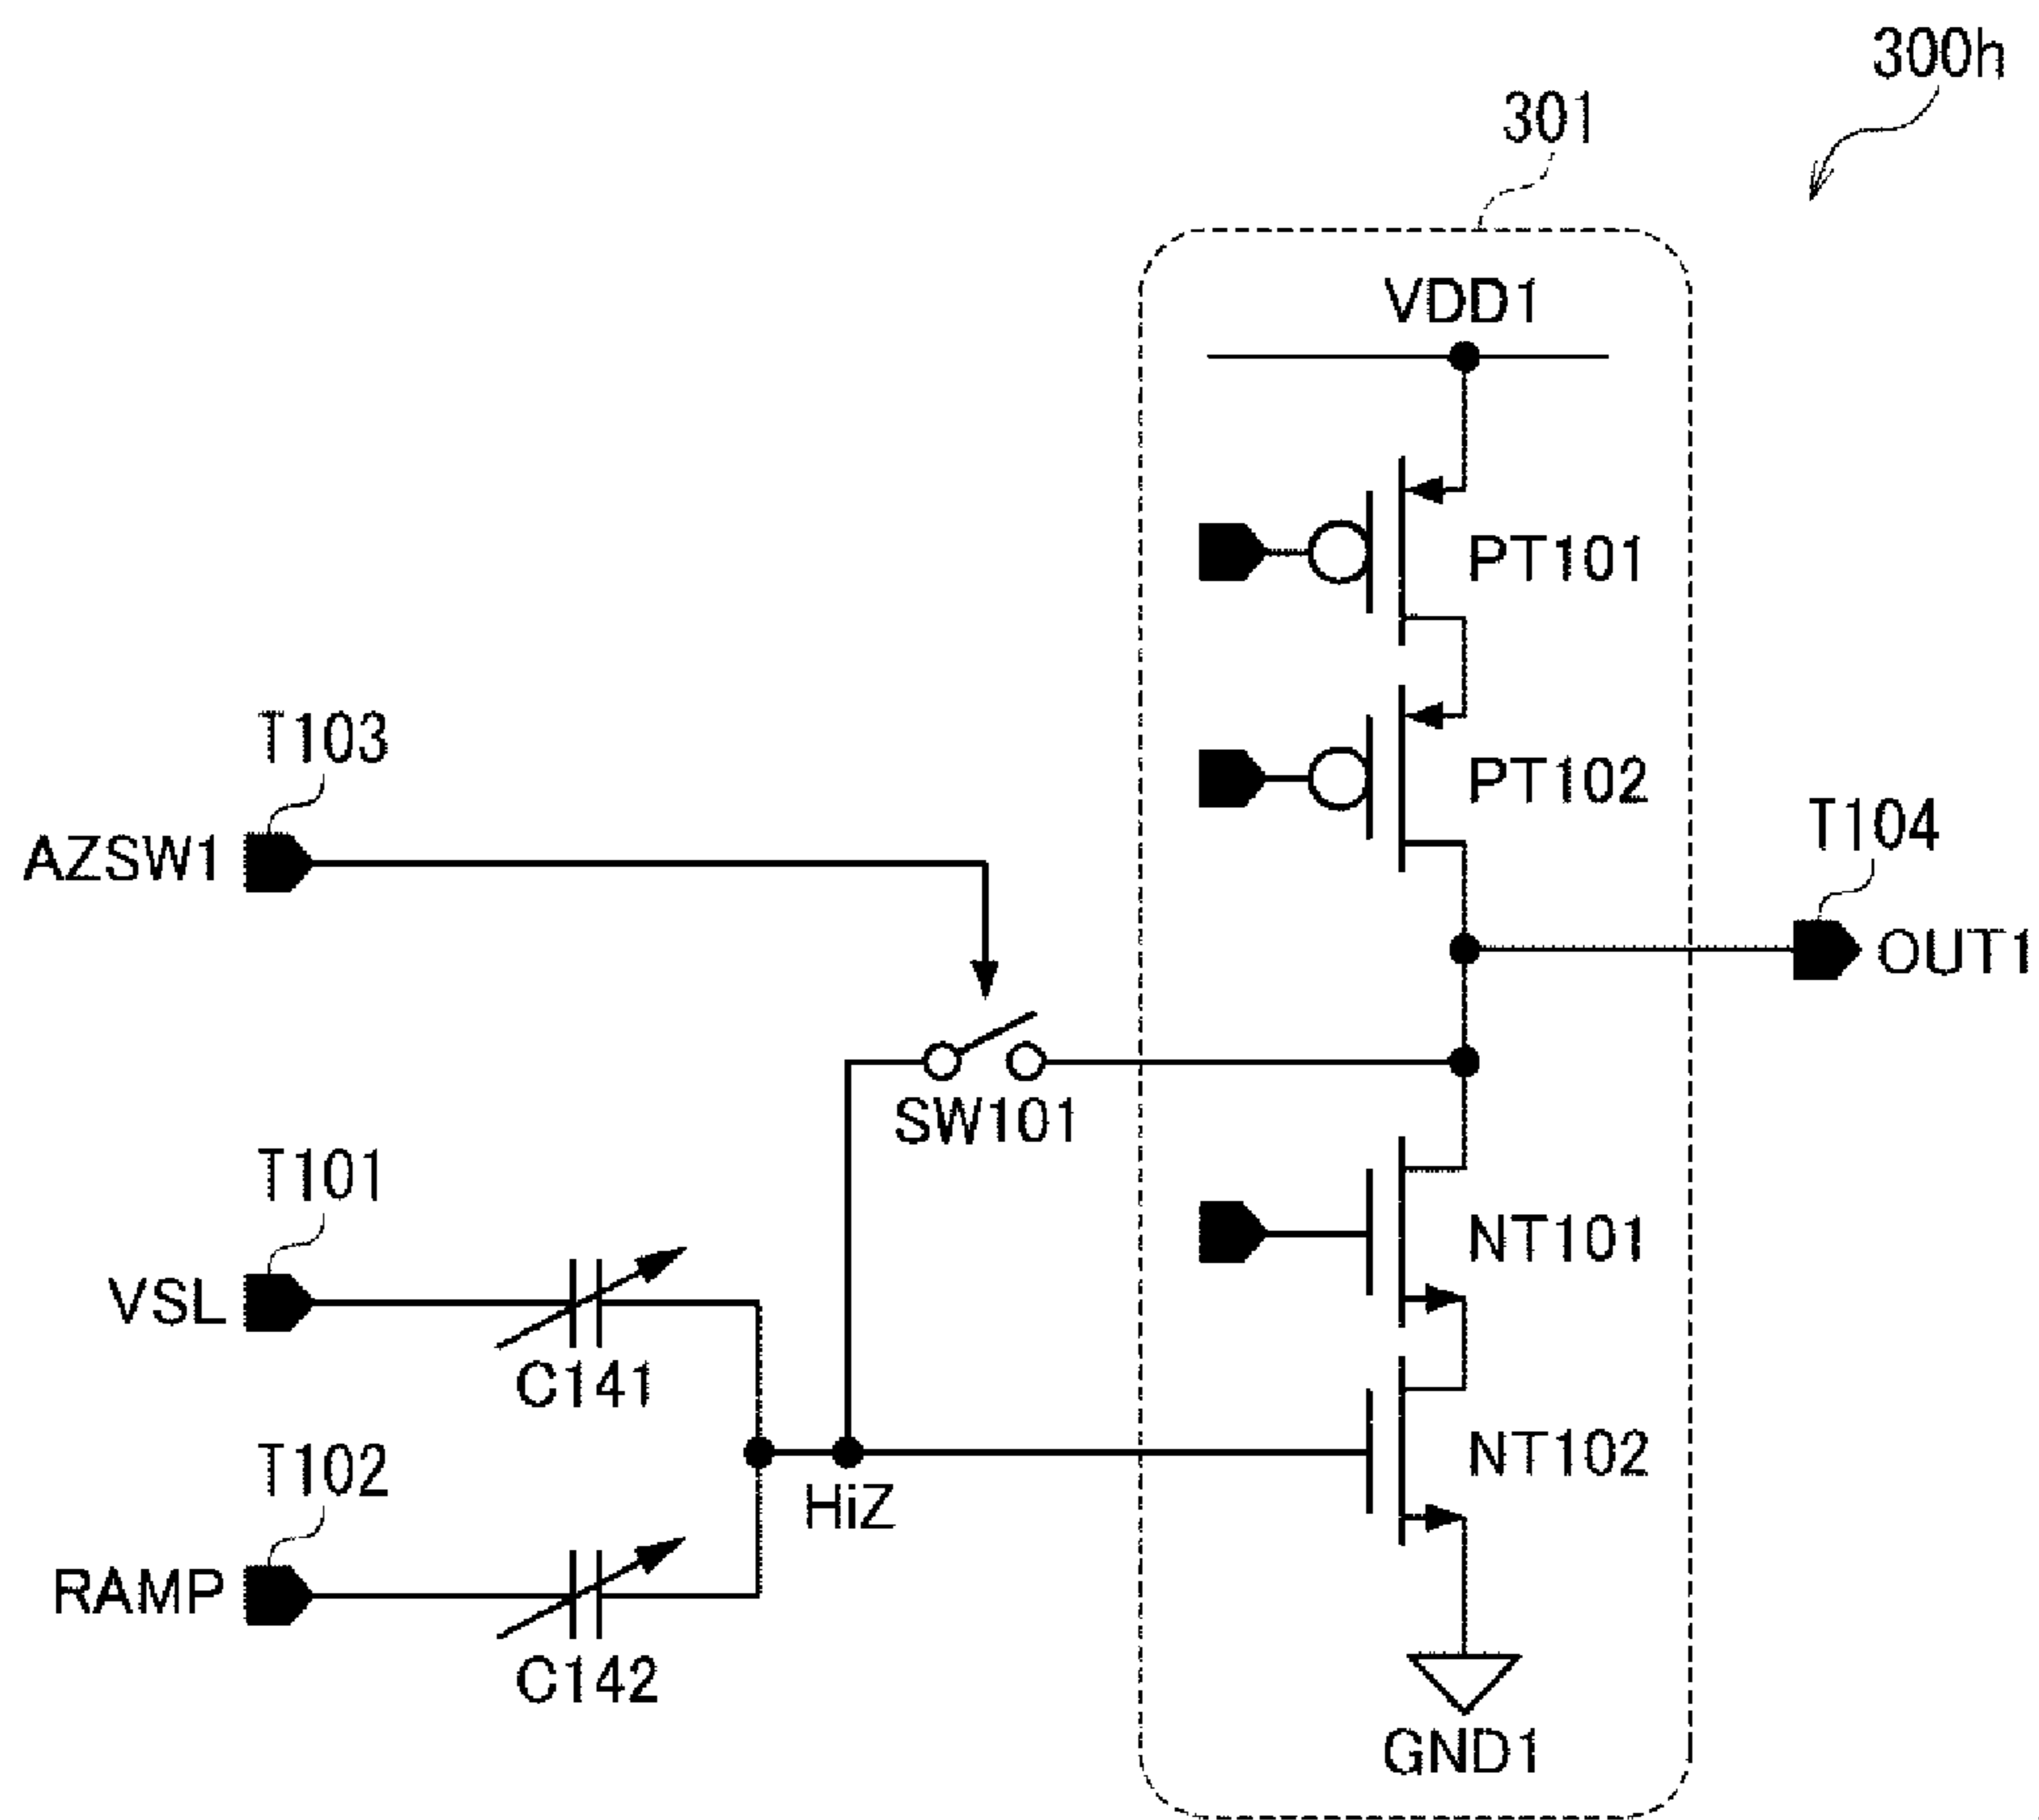 300h
301
VDD1
PT101
T103
PT102
T104
AZSW1
OUT1
SW101
T101
NT101
VSL
C141
T102
NT102
HiZ
RAMP
C142
GND1